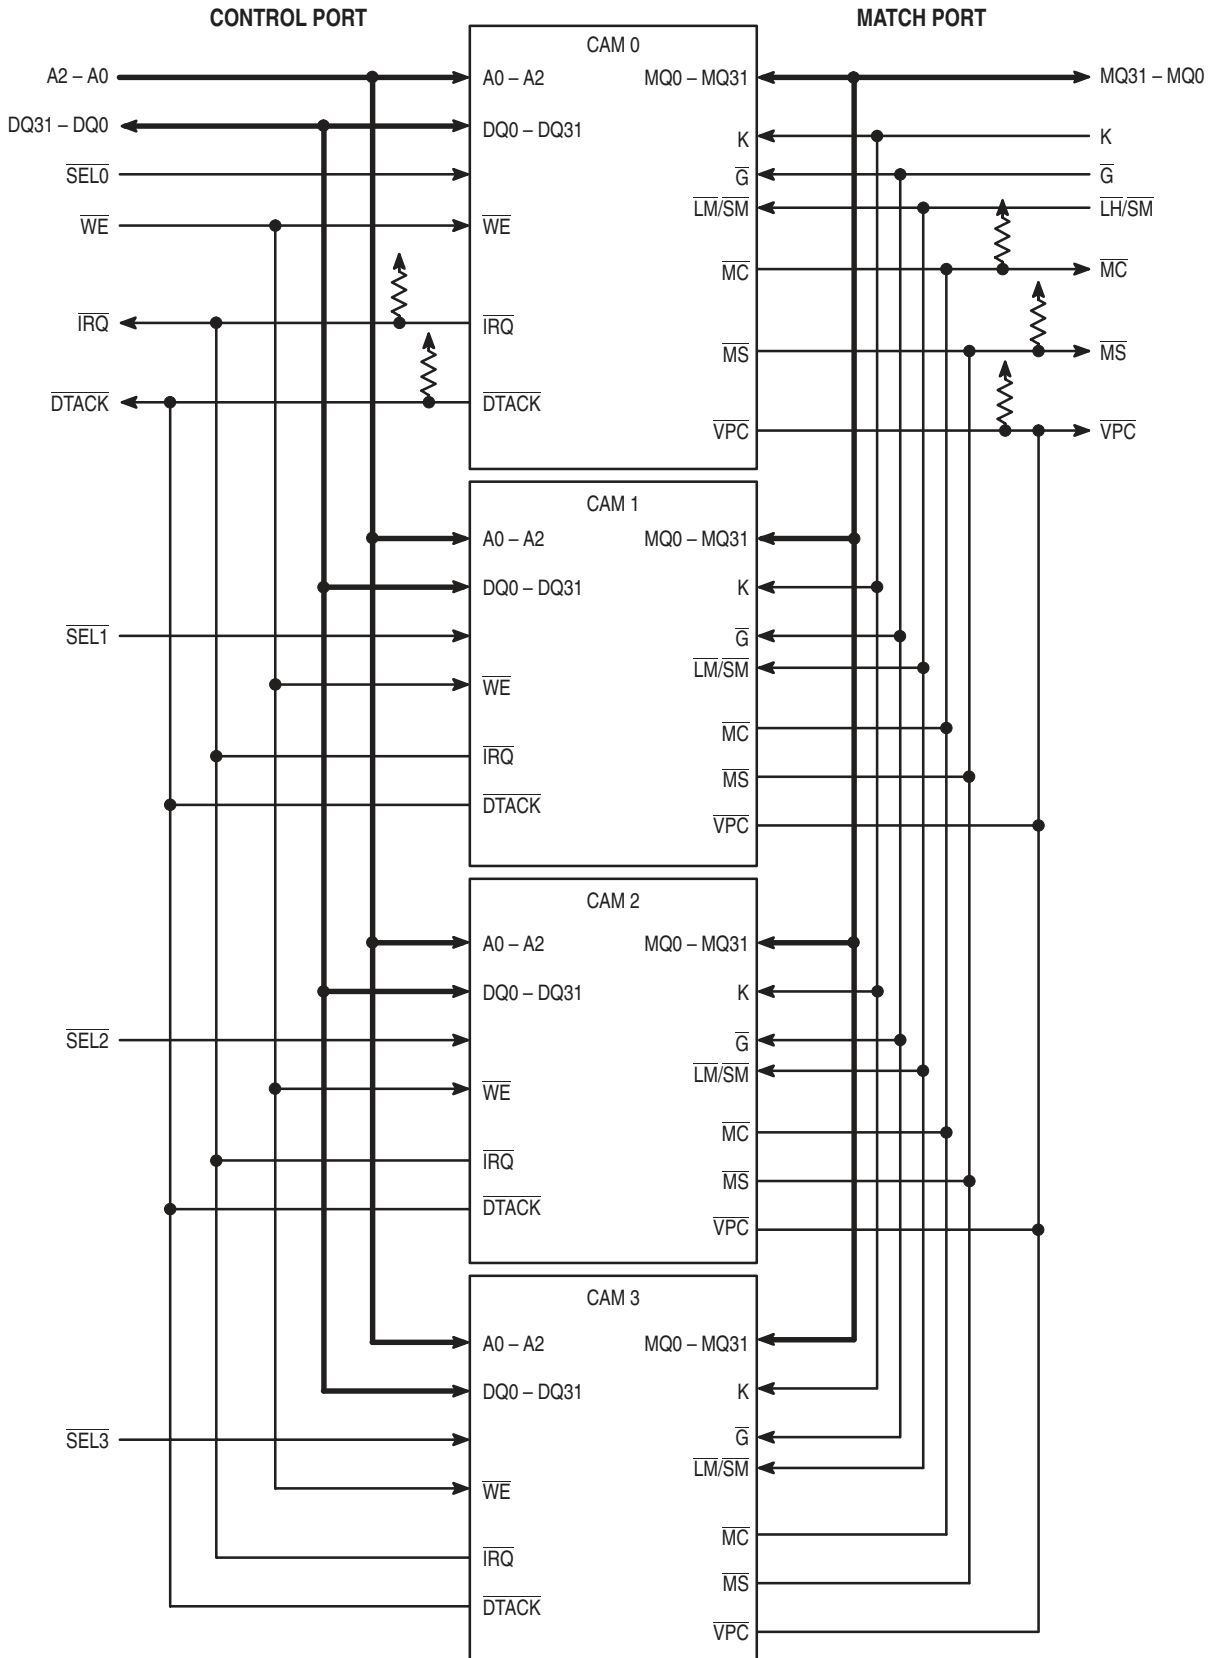 CONTROL PORT
MATCH PORT
CAM 0
A2 – A0
A0 – A2
MQ0 – MQ31
MQ31 – MQ0
DQ31 – DQ0
DQ0 – DQ31
K
K
SEL0
G
G
LM/SM
LH/SM
WE
WE
MC
MC
IRQ
IRQ
MS
MS
DTACK
DTACK
VPC
VPC
CAM 1
A0 – A2
MQ0 – MQ31
DQ0 – DQ31
K
SEL1
G
LM/SM
WE
MC
IRQ
MS
DTACK
VPC
CAM 2
A0 – A2
MQ0 – MQ31
DQ0 – DQ31
K
SEL2
G
LM/SM
WE
MC
IRQ
MS
DTACK
VPC
CAM 3
A0 – A2
MQ0 – MQ31
DQ0 – DQ31
K
SEL3
G
LM/SM
WE
MC
IRQ
MS
DTACK
VPC